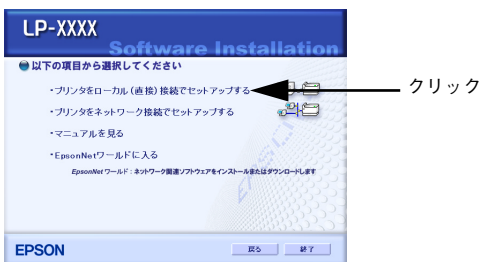 LP-XXXX
Software Installation
以下の項目から選択してください
・プリンタをローカル（直接）接続でセットアップする
クリック
・プリンタをネットワーク接続でセットアップする
・マニュアルを見る
・EpsonNetワールドに入る
EpsonNet ワールド：ネットワーク関連ソフトウェアをインストールまたはダウンロードします
EPSON
EPSON
戻る
終了